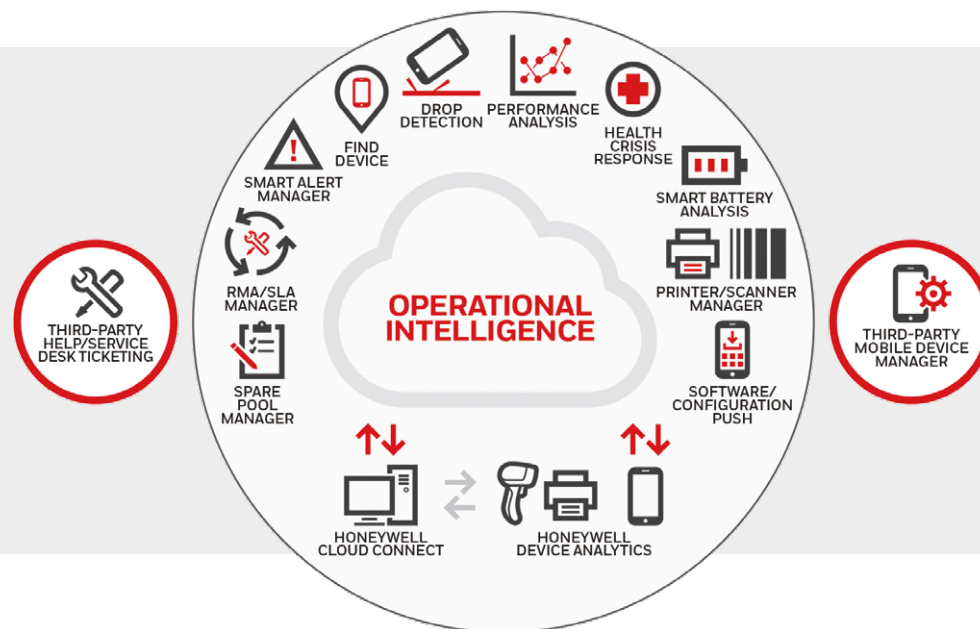 DROP
DETECTION
PERFORMANCE
ANALYSIS
FIND
DEVICE
HEALTH
CRISIS
RESPONSE
SMART ALERT
MANAGER
SMART BATTERY
ANALYSIS
RMA/SLA
MANAGER
OPERATIONAL
INTELLIGENCE
PRINTER/SCANNER
MANAGER
THIRD-PARTY
HELP/SERVICE
DESK TICKETING
THIRD-PARTY
MOBILE DEVICE
MANAGER
SPARE
POOL
MANAGER
SOFTWARE/
CONFIGURATION
PUSH
HONEYWELL
CLOUD CONNECT
HONEYWELL
DEVICE ANALYTICS